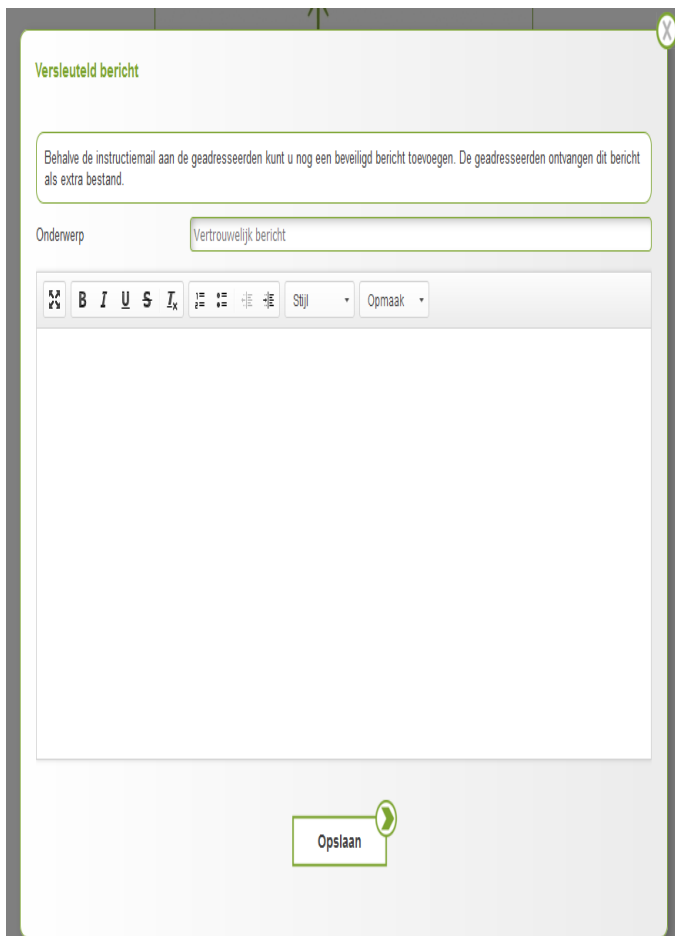 X
Versleuteld bericht
Behalve de instructiemail aan de geadresseerden kunt u nog een beveiligd bericht toevoegen. De geadresseerden ontvangen dit bericht
als extra bestand.
Onderwerp Vertrouwelijk bericht
B I U S Tx Stijl Opmaak
Opslaan